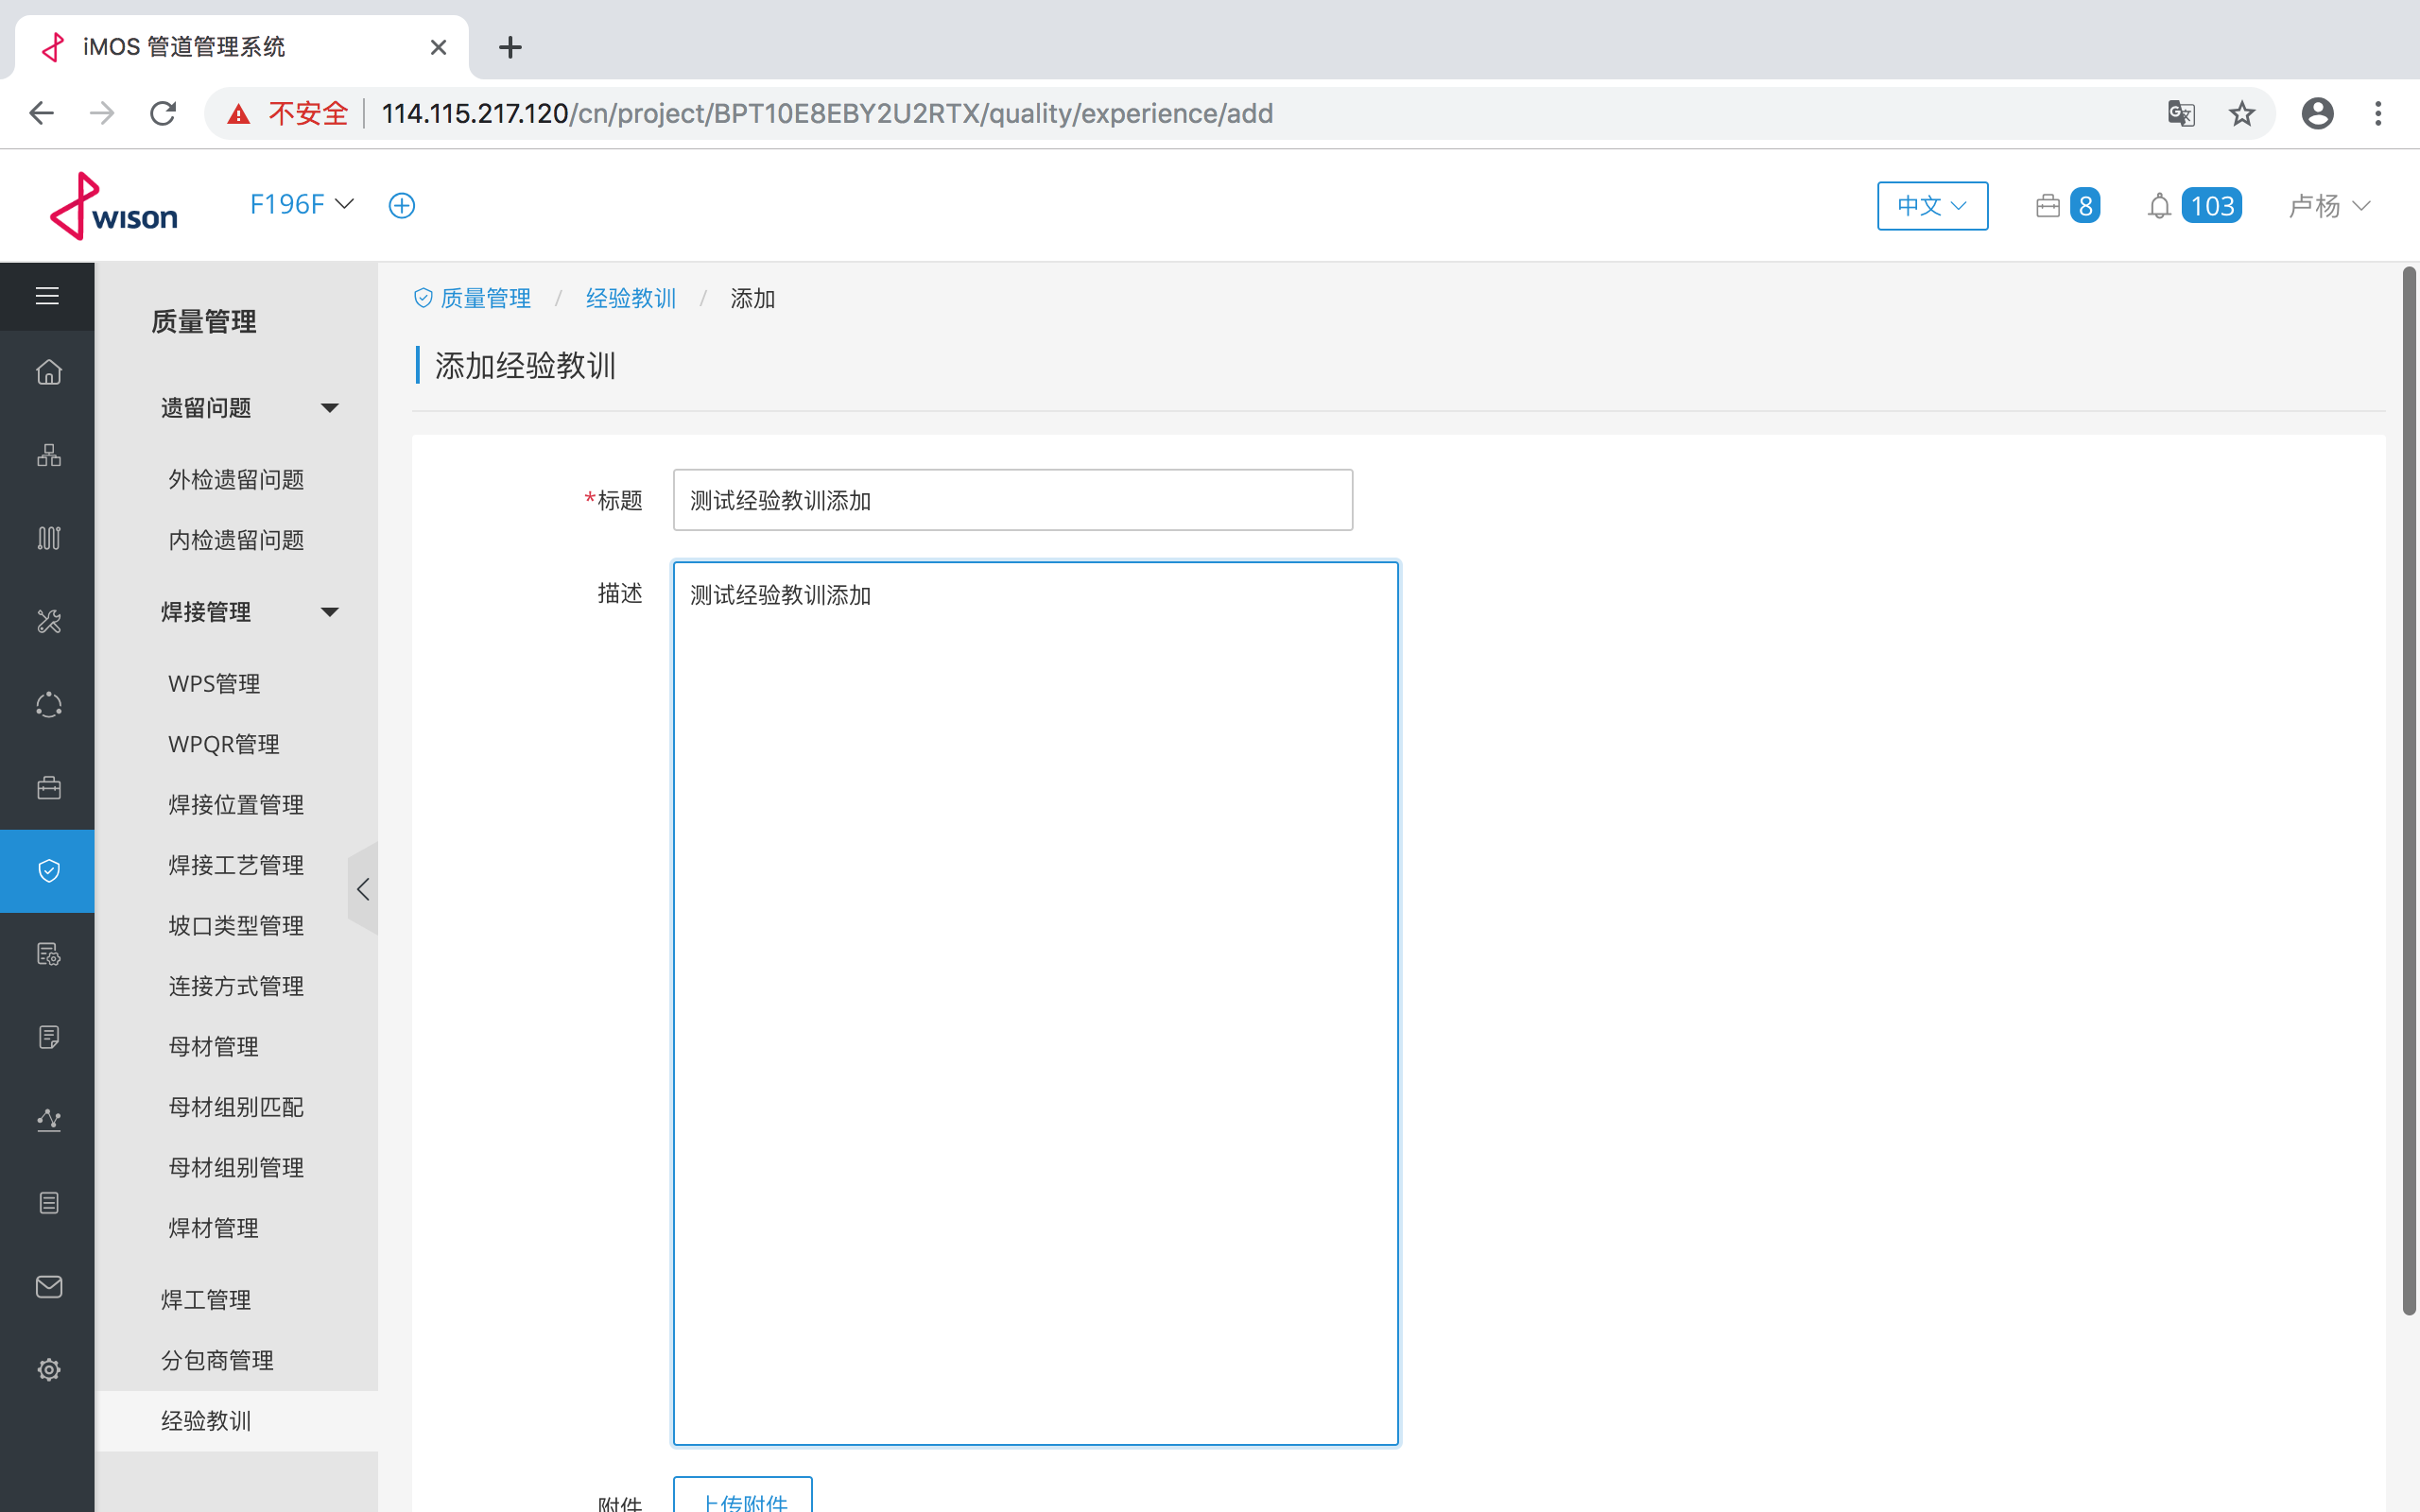 iMOS 管道管理系统
不安全 114.115.217.120/cn/project/BPT10E8EBY2U2RTX/quality/experience/add
wison F196F 中文 8 103 卢杨
质量管理 / 经验教训 / 添加
添加经验教训
质量管理
遗留问题
外检遗留问题
内检遗留问题
焊接管理
WPS管理
WPQR管理
焊接位置管理
焊接工艺管理
坡口类型管理
连接方式管理
母材管理
母材组别匹配
母材组别管理
焊材管理
焊工管理
分包商管理
经验教训
*标题 测试经验教训添加
描述 测试经验教训添加
附件 上传附件